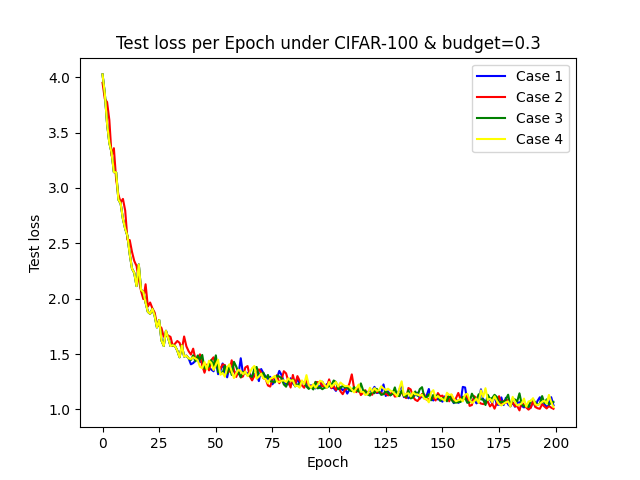 Test loss per Epoch under CIFAR-100 & budget=0.3
Case 1
Case 2
Case 3
Case 4
Test loss
4.0
3.5
3.0
2.5
2.0
1.5
1.0
0 25 50 75 100 125 150 175 200
Epoch